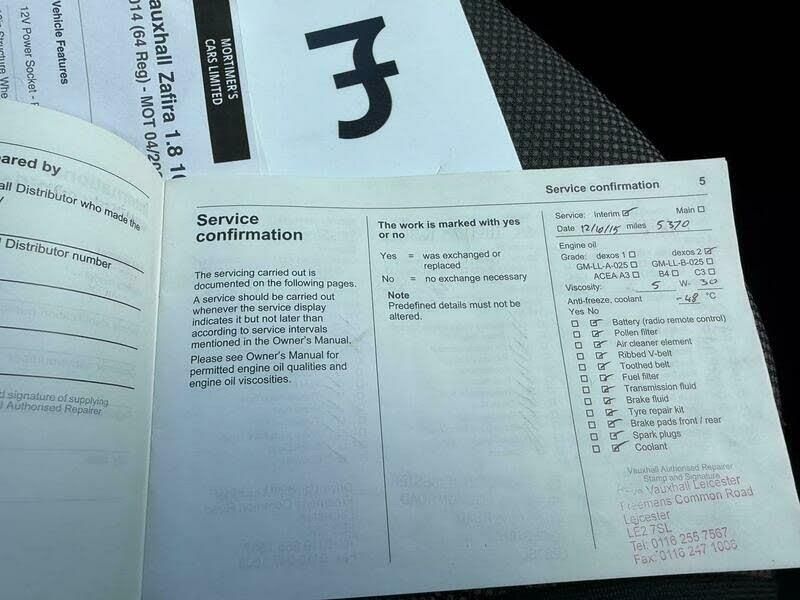 Vehicle Features
12V Power Socket -
Structure Whe
auxhall Zafira 1.8
014 (64 Reg) - MOT 04/20
MORTIMER'S
CARS LIMITED
ared by
all Distributor who made the
Distributor number
d signature of supplying
Authorised Repairer
Service confirmation 5
Service
confirmation
The servicing carried out is
documented on the following pages.
A service should be carried out
whenever the service display
indicates it but not later than
according to service intervals
mentioned in the Owner's Manual.
Please see Owner's Manual for
permitted engine oil qualities and
engine oil viscosities.
The work is marked with yes
or no
Yes = was exchanged or
replaced
No = no exchange necessary
Note
Predefined details must not be
altered.
Service: Interim Main
Date 12/6/15 miles 5370
Engine oil
Grade: dexos 1 dexos 2
GM-LL-A-025 GM-LL-B-025
ACEA A3 B4 C3
Viscosity: 5 W- 30
Anti-freeze, coolant -48 °C
Yes No
Battery (radio remote control)
Pollen filter
Air cleaner element
Ribbed V-belt
Toothed belt
Fuel filter
Transmission fluid
Brake fluid
Tyre repair kit
Brake pads front / rear
Spark plugs
Coolant
Vauxhall Authorised Repairer
Stamp and Signature
Vauxhall Leicester
Freemans Common Road
Leicester
LE2 7SL
Tel: 0116 255 7567
Fax: 0116 247 1006